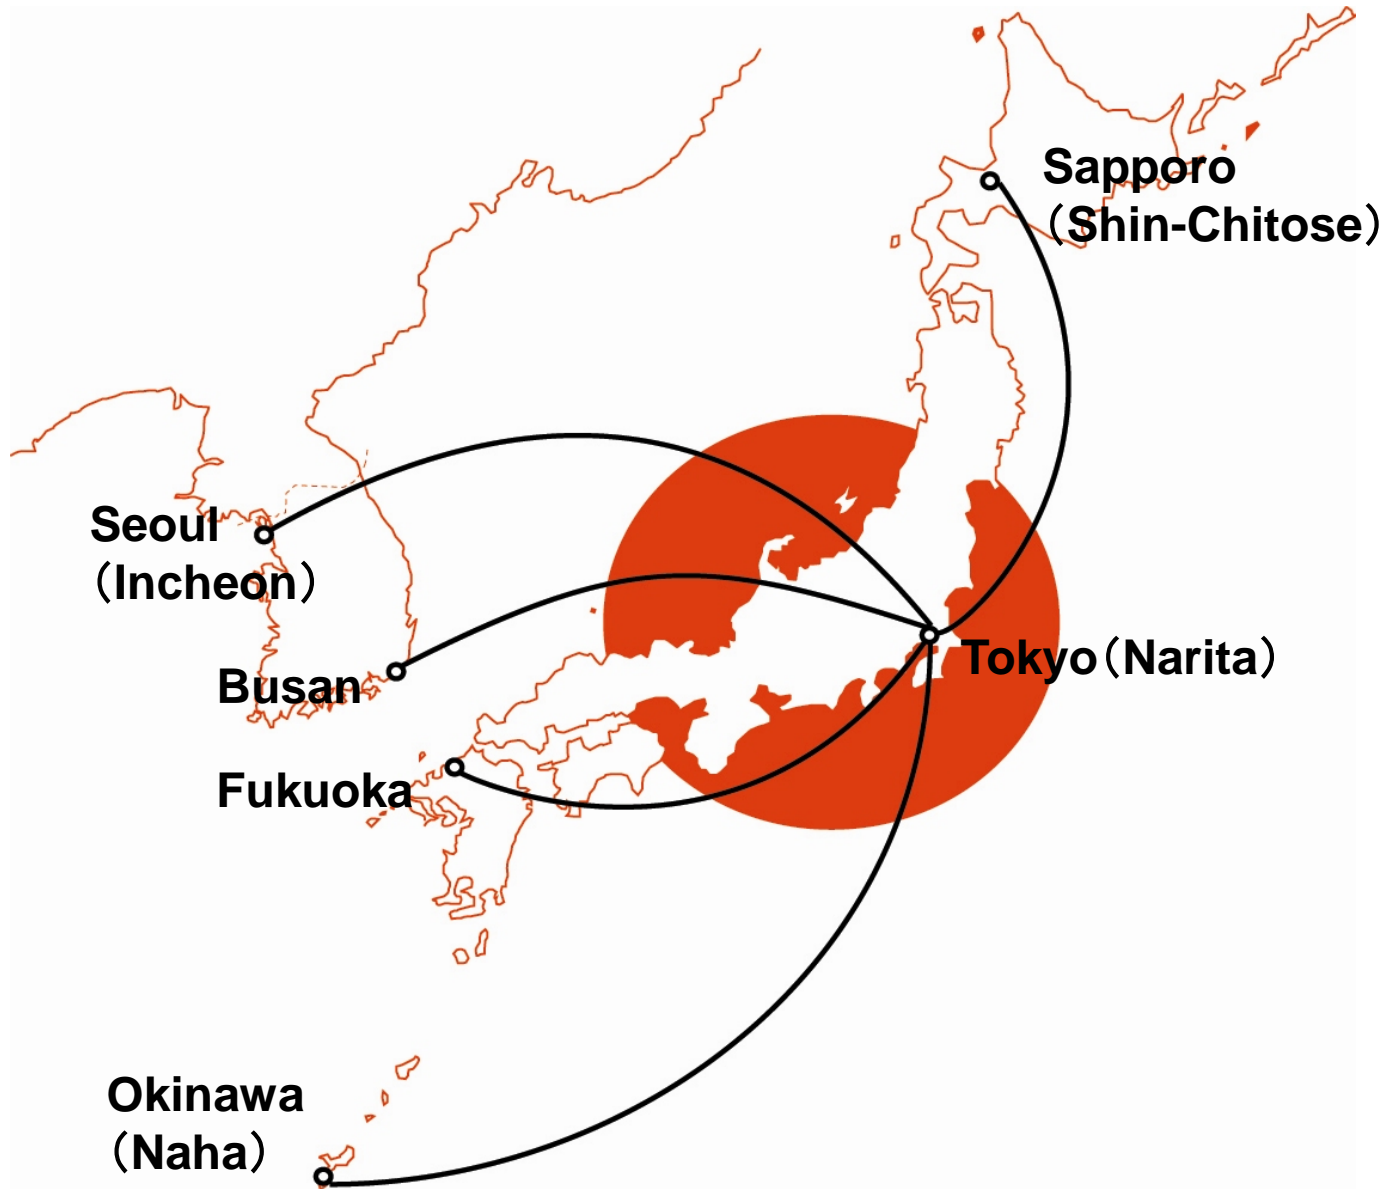 Sapporo
（Shin-Chitose）
Seoul
（Incheon）
Tokyo（Narita）
Busan
Fukuoka
Okinawa
（Naha）